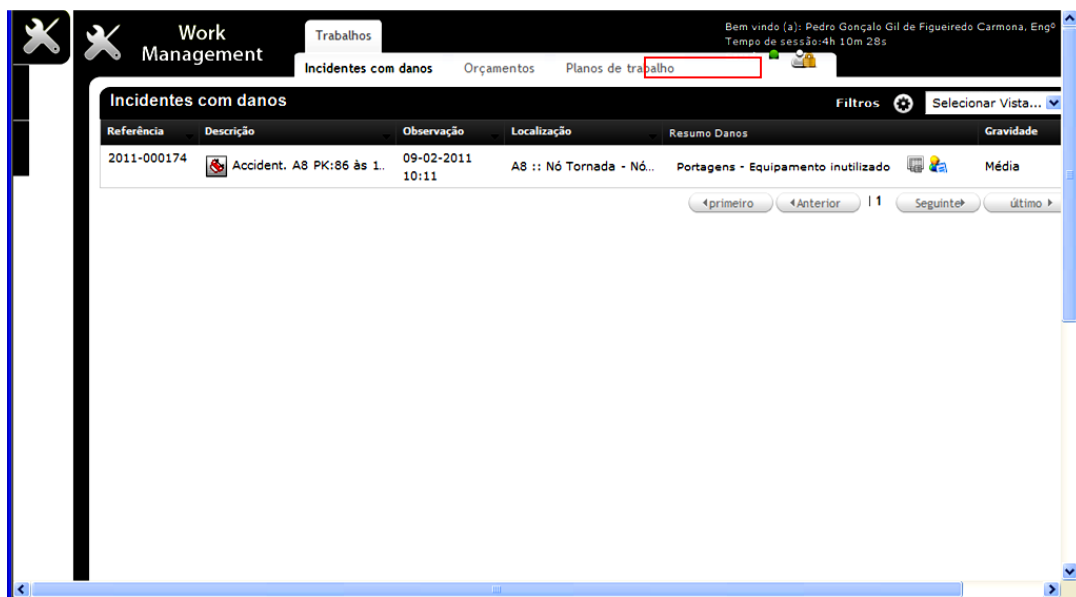 Work
Management
Trabalhos
Bem vindo (a): Pedro Gonçalo Gil de Figueiredo Carmona, Engº
Tempo de sessão:4h 10m 28s
Incidentes com danos Orçamentos Planos de trabalho
Incidentes com danos Filtros Selecionar Vista...
Referência Descrição Observação Localização Resumo Danos Gravidade
2011-000174 Accident. A8 PK:86 às 1.. 09-02-2011 A8 :: Nó Tornada - Nó... Portagens - Equipamento inutilizado Média
10:11
primeiro Anterior | 1 Seguinte último